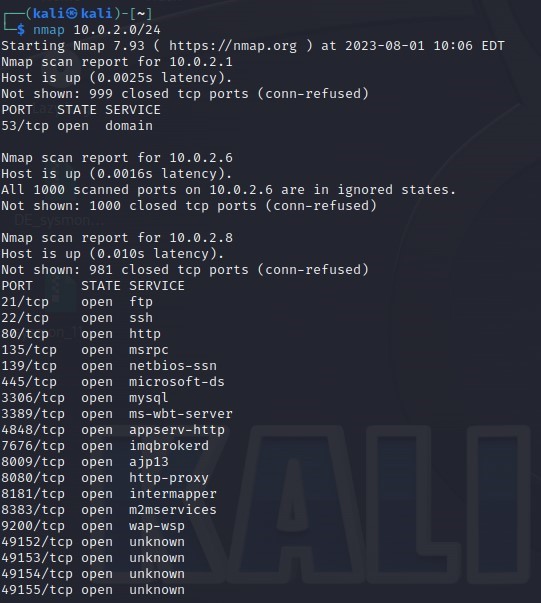 ┌──(kali㉿kali)-[~]
└─$ nmap 10.0.2.0/24
Starting Nmap 7.93 ( https://nmap.org ) at 2023-08-01 10:06 EDT
Nmap scan report for 10.0.2.1
Host is up (0.0025s latency).
Not shown: 999 closed tcp ports (conn-refused)
PORT   STATE SERVICE
53/tcp open  domain

Nmap scan report for 10.0.2.6
Host is up (0.0016s latency).
All 1000 scanned ports on 10.0.2.6 are in ignored states.
Not shown: 1000 closed tcp ports (conn-refused)

Nmap scan report for 10.0.2.8
Host is up (0.010s latency).
Not shown: 981 closed tcp ports (conn-refused)
PORT      STATE SERVICE
21/tcp    open  ftp
22/tcp    open  ssh
80/tcp    open  http
135/tcp   open  msrpc
139/tcp   open  netbios-ssn
445/tcp   open  microsoft-ds
3306/tcp  open  mysql
3389/tcp  open  ms-wbt-server
4848/tcp  open  appserv-http
7676/tcp  open  imqbrokerd
8009/tcp  open  ajp13
8080/tcp  open  http-proxy
8181/tcp  open  intermapper
8383/tcp  open  m2mservices
9200/tcp  open  wap-wsp
49152/tcp open  unknown
49153/tcp open  unknown
49154/tcp open  unknown
49155/tcp open  unknown
KALI